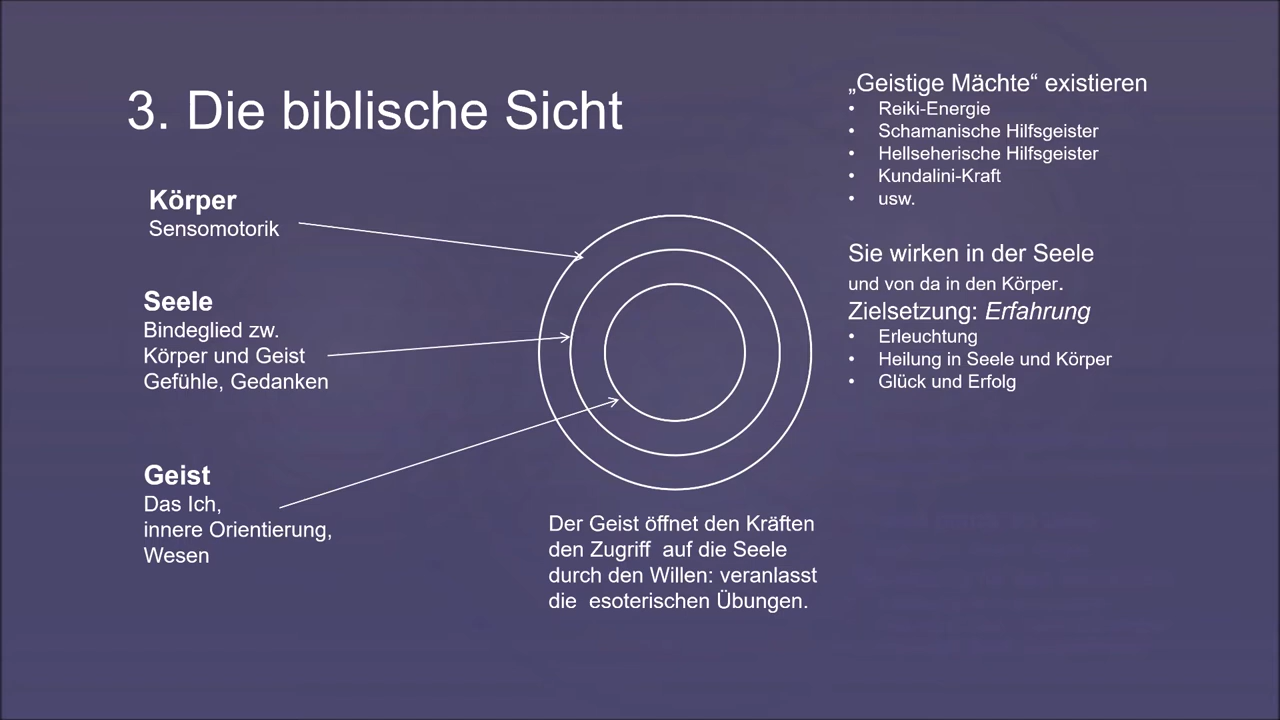 3. Die biblische Sicht
Körper
Sensomotorik
Seele
Bindeglied zw.
Körper und Geist
Gefühle, Gedanken
Geist
Das Ich,
innere Orientierung,
Wesen
Der Geist öffnet den Kräften
den Zugriff auf die Seele
durch den Willen: veranlasst
die esoterischen Übungen.
„Geistige Mächte“ existieren
• Reiki-Energie
• Schamanische Hilfsgeister
• Hellseherische Hilfsgeister
• Kundalini-Kraft
• usw.
Sie wirken in der Seele
und von da in den Körper.
Zielsetzung: Erfahrung
• Erleuchtung
• Heilung in Seele und Körper
• Glück und Erfolg